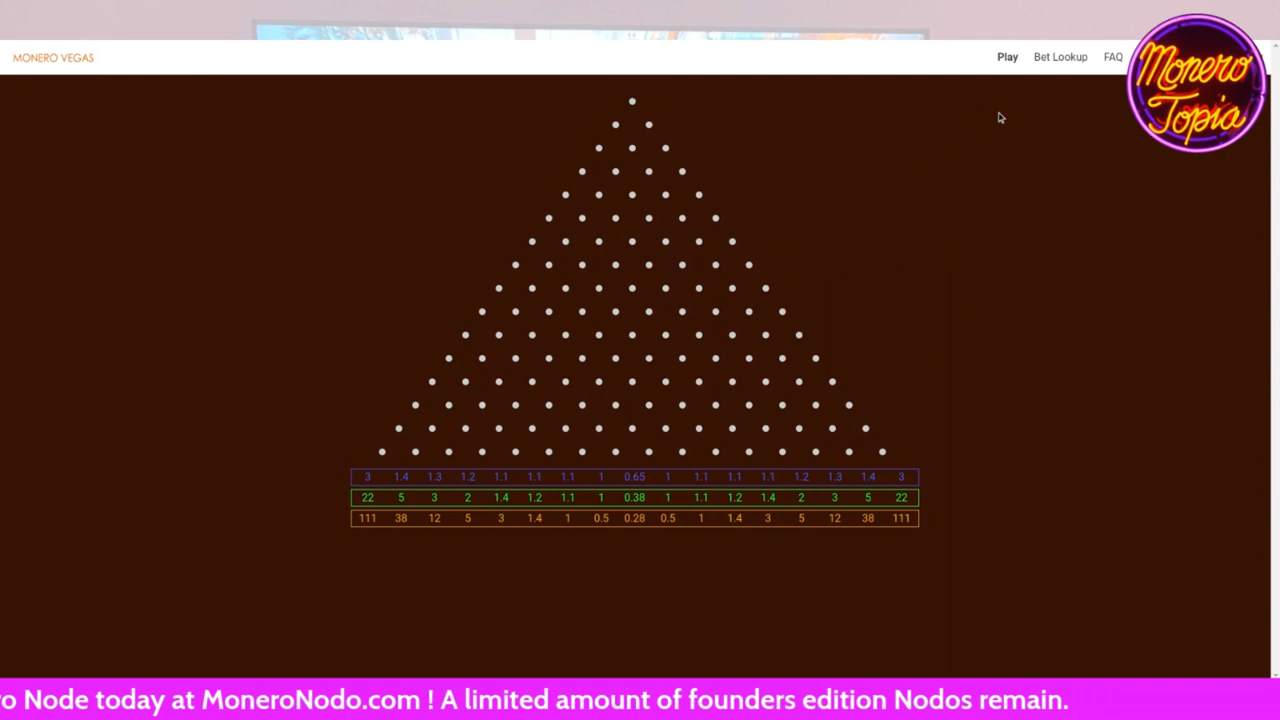 MONERO VEGAS
Play Bet Lookup FAQ
Monero
Topia
3 1.4 1.3 1.2 1.1 1.1 1.1 1 0.65 1 1.1 1.1 1.1 1.2 1.3 1.4 3
22 5 3 2 1.4 1.2 1.1 1 0.38 1 1.1 1.2 1.4 2 3 5 22
111 38 12 5 3 1.4 1 0.5 0.28 0.5 1 1.4 3 5 12 38 111
ro Node today at MoneroNodo.com ! A limited amount of founders edition Nodos remain.